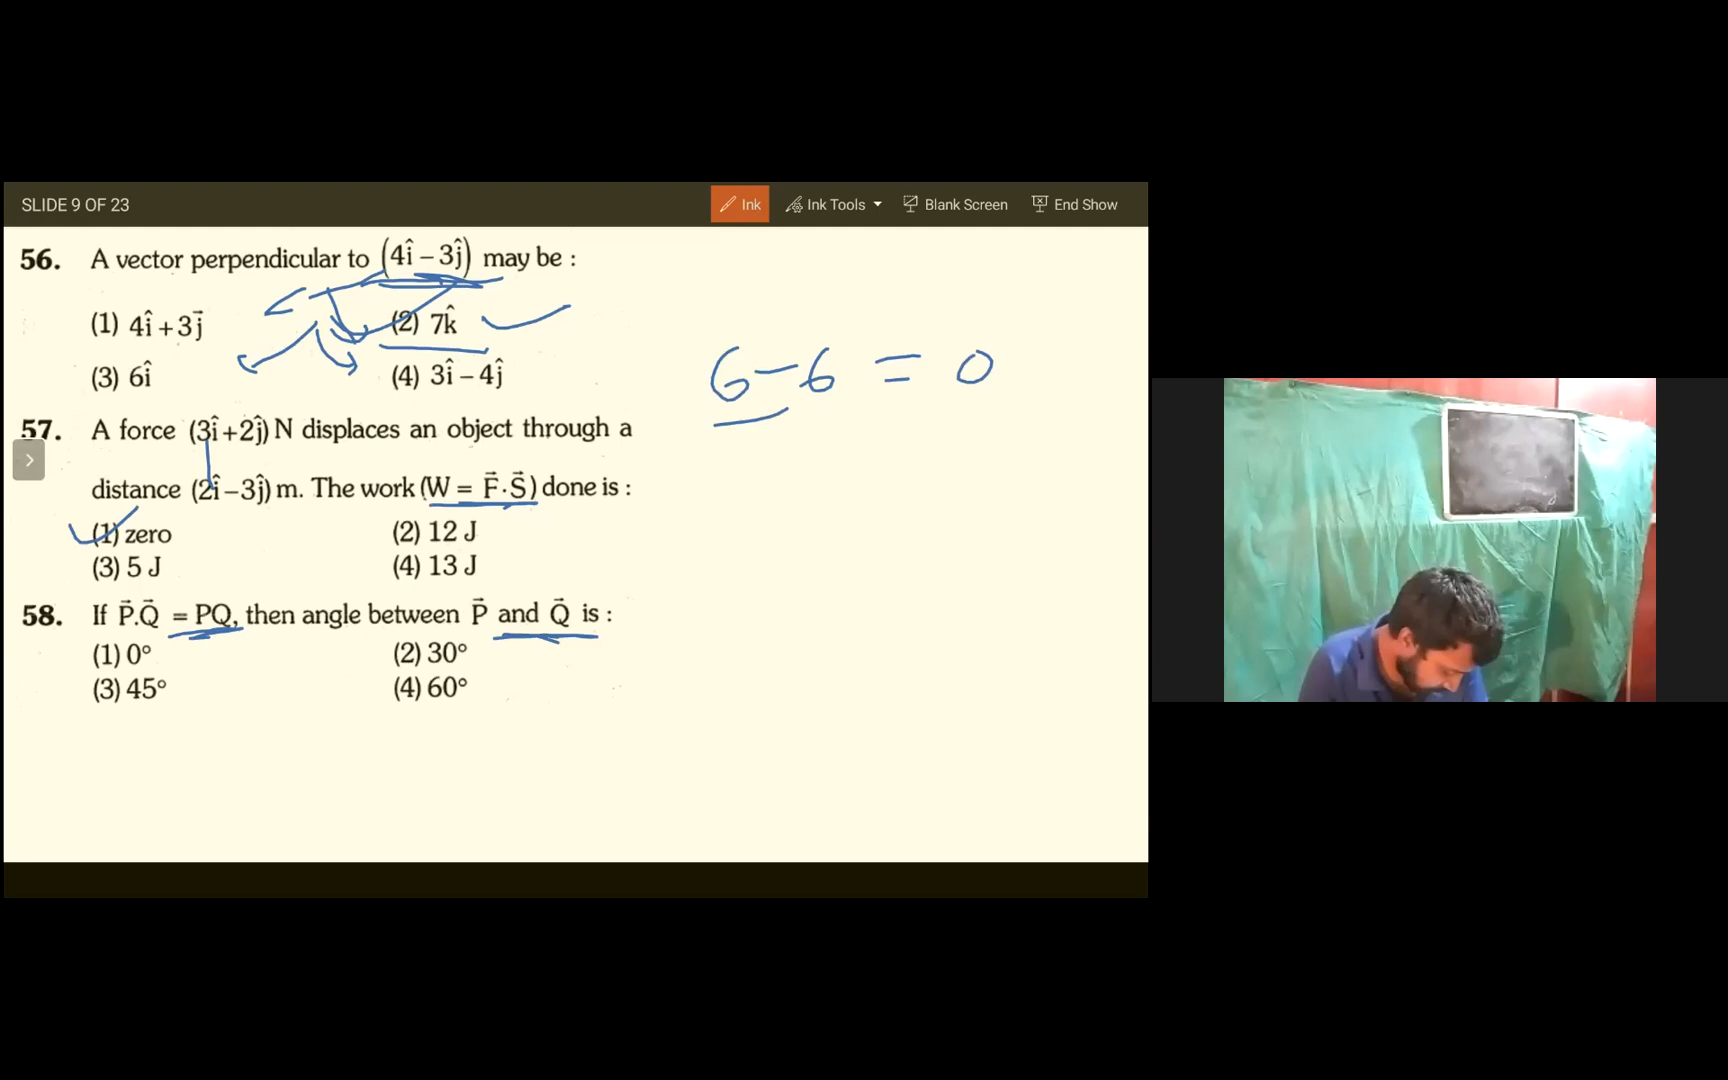 SLIDE 9 OF 23 Ink Ink Tools Blank Screen End Show
56. A vector perpendicular to (4î – 3ĵ) may be :
(1) 4î + 3j⃗ (2) 7k̂
(3) 6î (4) 3î – 4ĵ
6 – 6 = 0
57. A force (3î+2ĵ) N displaces an object through a
distance (2î–3ĵ) m. The work (W = F⃗·S⃗) done is :
(1) zero (2) 12 J
(3) 5 J (4) 13 J
58. If P⃗.Q⃗ = PQ, then angle between P⃗ and Q⃗ is :
(1) 0° (2) 30°
(3) 45° (4) 60°